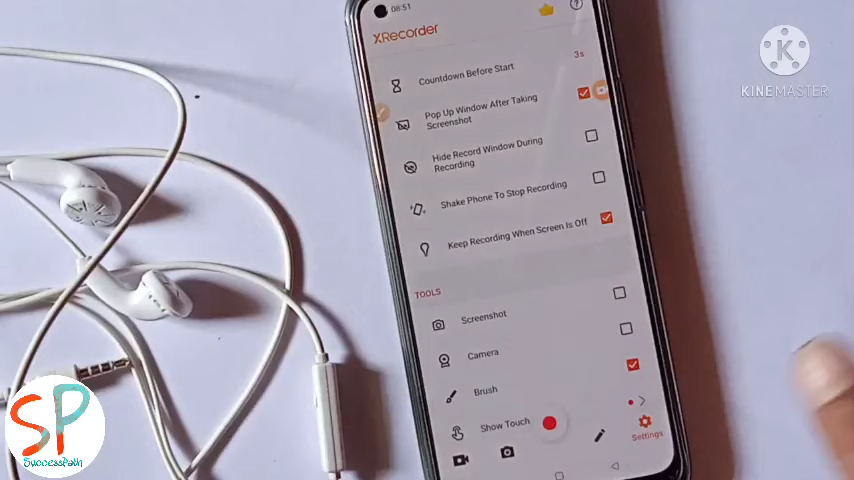 08:51
XRecorder
Countdown Before Start
3s
Pop Up Window After Taking
Screenshot
Hide Record Window During
Recording
Shake Phone To Stop Recording
Keep Recording When Screen Is Off
TOOLS
Screenshot
Camera
Brush
Show Touch
Settings
KINEMASTER
SP
SuccessPath